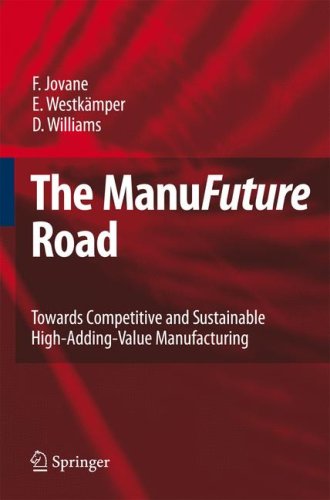 F. Jovane
E. Westkämper
D. Williams
The ManuFuture
Road
Towards Competitive and Sustainable
High-Adding-Value Manufacturing
Springer